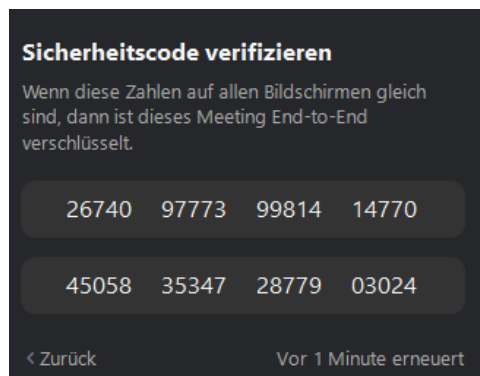 Sicherheitscode verifizieren
Wenn diese Zahlen auf allen Bildschirmen gleich
sind, dann ist dieses Meeting End-to-End
verschlüsselt.
26740 97773 99814 14770
45058 35347 28779 03024
< Zurück Vor 1 Minute erneuert